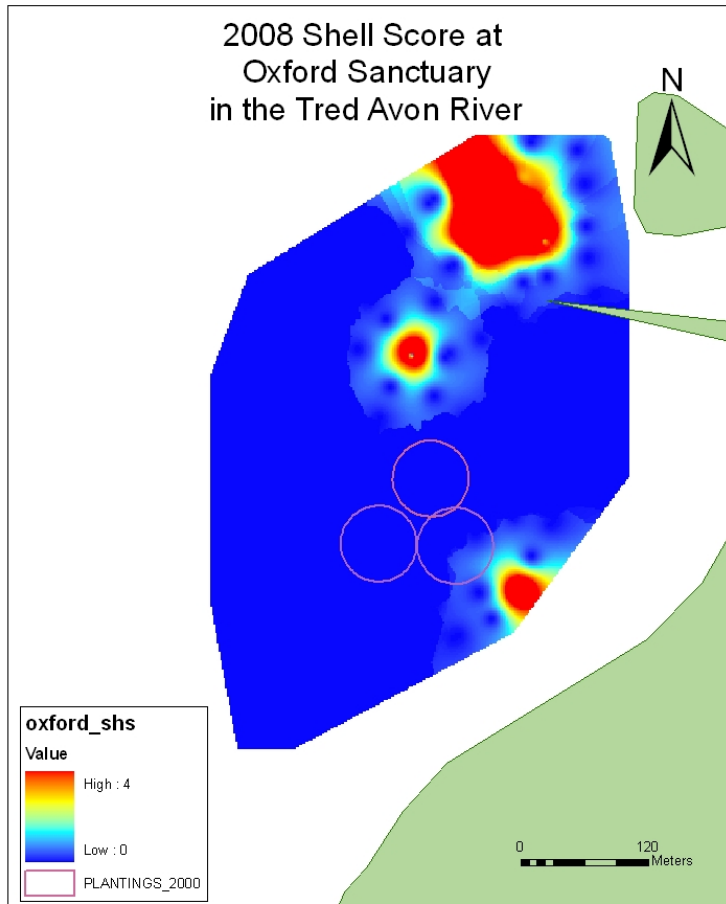 2008 Shell Score at
Oxford Sanctuary
in the Tred Avon River
N
oxford_shs
Value
High : 4
Low : 0
PLANTINGS_2000
0 120
Meters